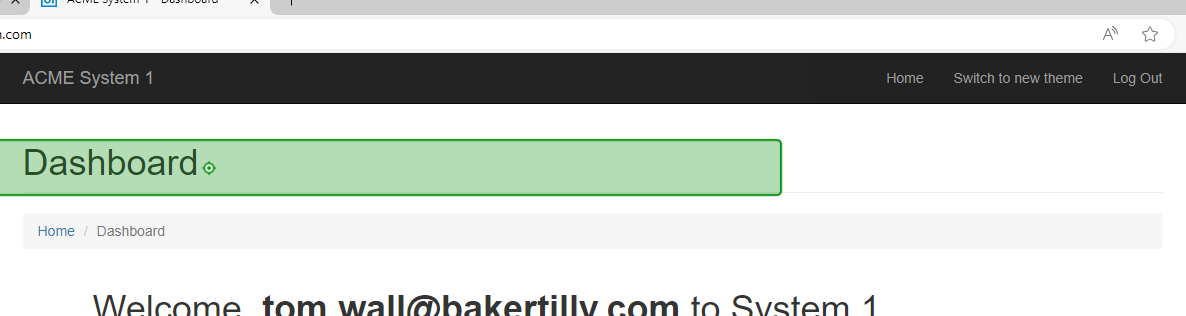 ACME System 1 - Dashboard
.com
ACME System 1 Home Switch to new theme Log Out
Dashboard
Home / Dashboard
Welcome, tom.wall@bakertilly.com to System 1